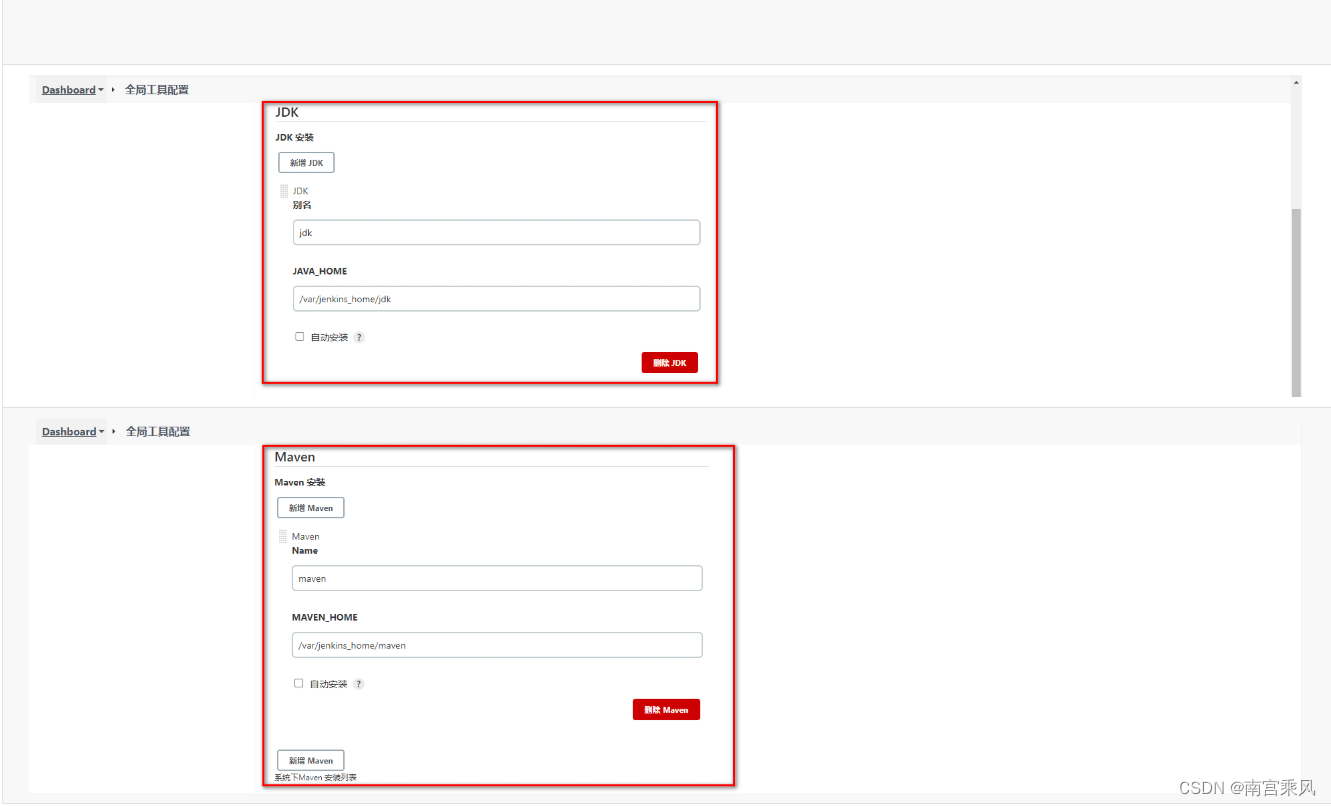 Dashboard 全局工具配置
JDK
JDK 安装
新增 JDK
JDK
别名
jdk
JAVA_HOME
/var/jenkins_home/jdk
自动安装 ?
删除 JDK
Dashboard 全局工具配置
Maven
Maven 安装
新增 Maven
Maven
Name
maven
MAVEN_HOME
/var/jenkins_home/maven
自动安装 ?
删除 Maven
新增 Maven
系统下Maven 安装列表
CSDN @南宫乘风